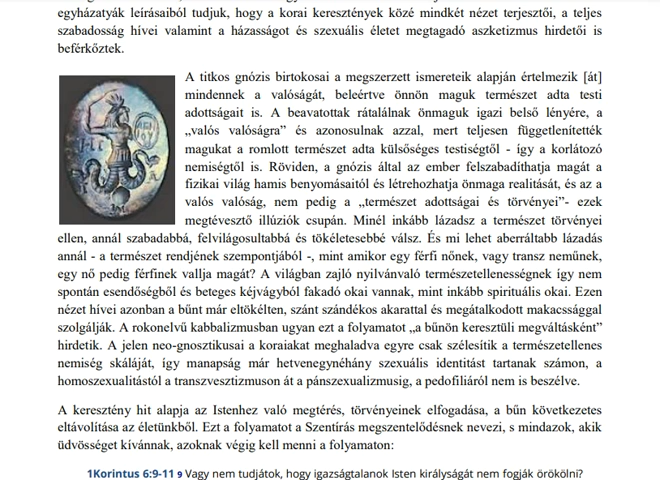 egyházatyák leírásaiból tudjuk, hogy a korai keresztények közé mindkét nézet terjesztői, a teljes
szabadosság hívei valamint a házasságot és szexuális életet megtagadó aszketizmus hirdetői is
beférkőztek.
A titkos gnózis birtokosai a megszerzett ismereteik alapján értelmezik [át]
mindennek a valóságát, beleértve önnön maguk természet adta testi
adottságait is. A beavatottak rátalálnak önmaguk igazi belső lényére, a
„valós valóságra” és azonosulnak azzal, mert teljesen függetlenítették
magukat a romlott természet adta külsőséges testiségtől - így a korlátozó
nemiségtől is. Röviden, a gnózis által az ember felszabadíthatja magát a
fizikai világ hamis benyomásaitól és létrehozhatja önmaga realitását, és az a
valós valóság, nem pedig a „természet adottságai és törvényei”- ezek
megtévesztő illúziók csupán. Minél inkább lázadsz a természet törvényei
ellen, annál szabadabbá, felvilágosultabbá és tökéletesebbé válsz. És mi lehet aberráltabb lázadás
annál - a természet rendjének szempontjából -, mint amikor egy férfi nőnek, vagy transz neműnek,
egy nő pedig férfinek vallja magát? A világban zajló nyilvánvaló természetellenességnek így nem
spontán esendőségből és beteges kéjvágyból fakadó okai vannak, mint inkább spirituális okai. Ezen
nézet hívei azonban a bűnt már eltökélten, szánt szándékos akarattal és megátalkodott makacssággal
szolgálják. A rokonelvű kabbalizmusban ugyan ezt a folyamatot „a bűnön keresztüli megváltásként”
hirdetik. A jelen neo-gnosztikusai a koraiakat meghaladva egyre csak szélesítik a természetellenes
nemiség skáláját, így manapság már hetvenegynéhány szexuális identitást tartanak számon, a
homoszexualitástól a transzvesztizmuson át a pánszexualizmusig, a pedofiliáról nem is beszélve.
A keresztény hit alapja az Istenhez való megtérés, törvényeinek elfogadása, a bűn következetes
eltávolítása az életünkből. Ezt a folyamatot a Szentírás megszentelődésnek nevezi, s mindazok, akik
üdvösséget kívánnak, azoknak végig kell menni a folyamaton:
1Korintus 6:9-11 9 Vagy nem tudjátok, hogy igazságtalanok Isten királyságát nem fogják örökölni?